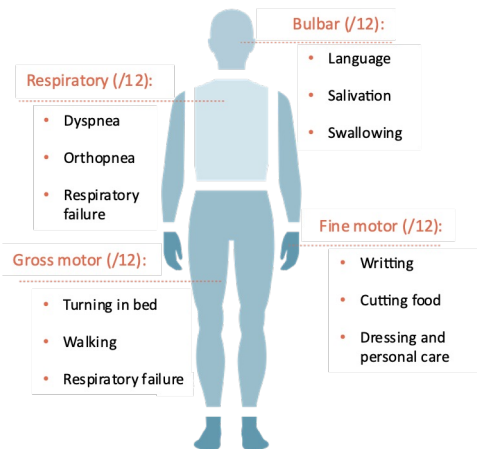 Bulbar (/12):
• Language
• Salivation
• Swallowing
Respiratory (/12):
• Dyspnea
• Orthopnea
• Respiratory
failure
Fine motor (/12):
• Writting
• Cutting food
• Dressing and
personal care
Gross motor (/12):
• Turning in bed
• Walking
• Respiratory failure